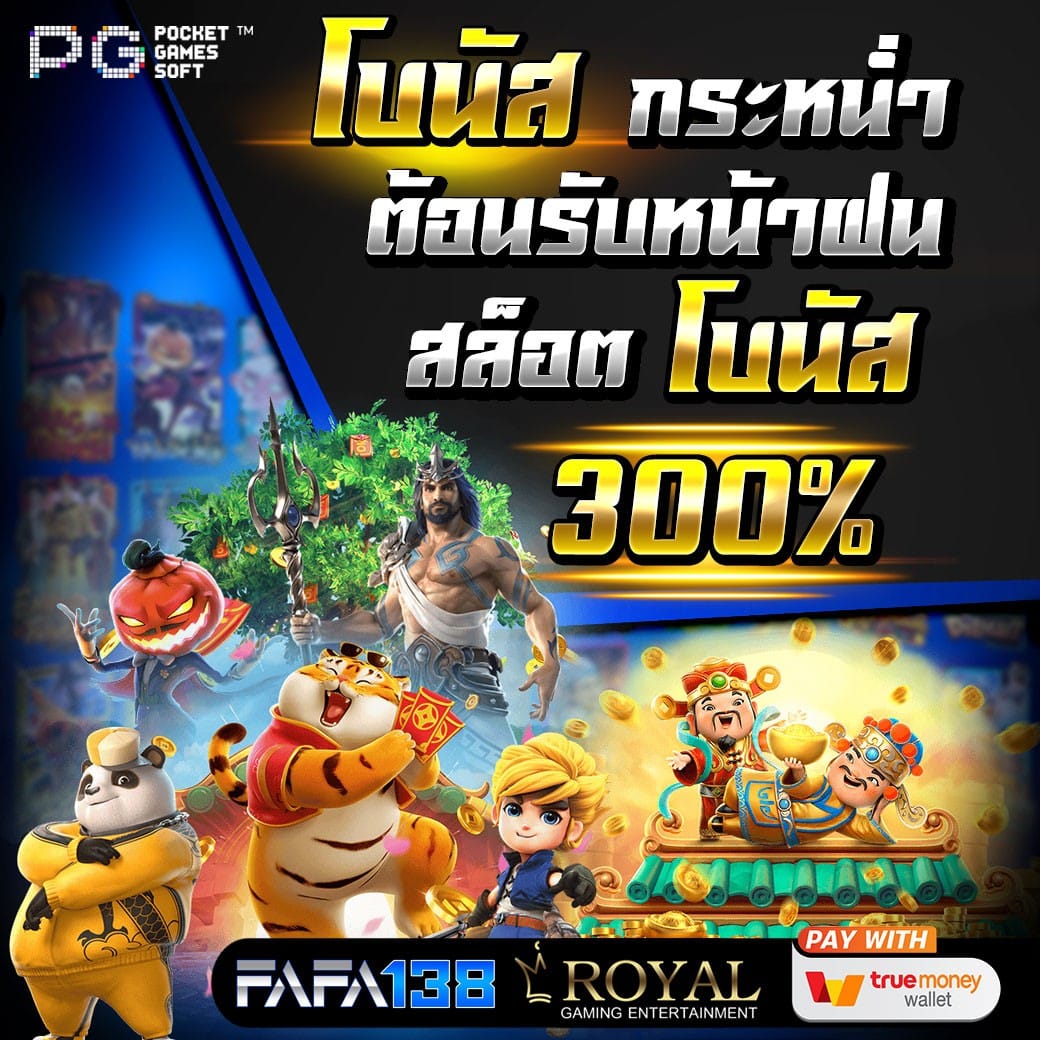 PG POCKET GAMES SOFT™
โบนัส กระหน่ำ
ต้อนรับหน้าฝน
สล็อต โบนัส
300%
FAFA138
ROYAL
GAMING ENTERTAINMENT
PAY WITH
truemoney
wallet